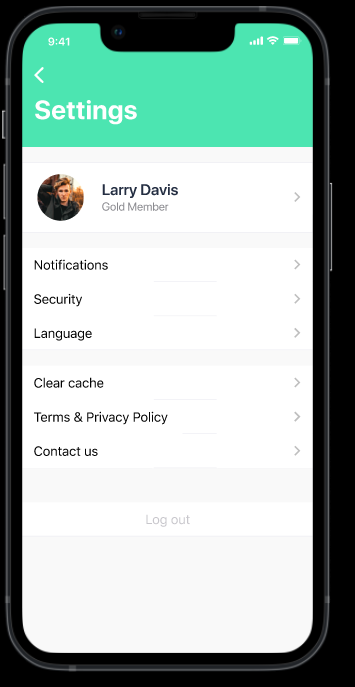 9:41
Settings
Larry Davis
Gold Member
Notifications
Security
Language
Clear cache
Terms & Privacy Policy
Contact us
Log out